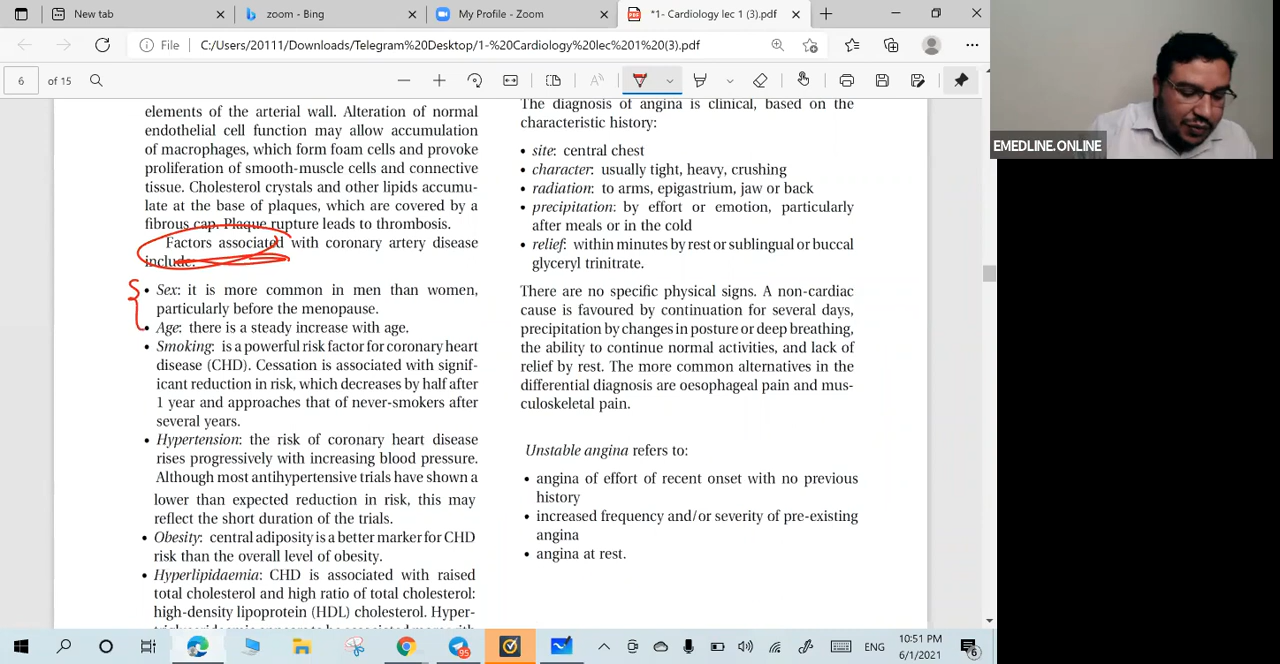 New tab
zoom - Bing
My Profile - Zoom
*1- Cardiology lec 1 (3).pdf
File
C:/Users/20111/Downloads/Telegram%20Desktop/1-%20Cardiology%20lec%201%20(3).pdf
6 of 15
EMEDLINE.ONLINE
elements of the arterial wall. Alteration of normal
endothelial cell function may allow accumulation
of macrophages, which form foam cells and provoke
proliferation of smooth-muscle cells and connective
tissue. Cholesterol crystals and other lipids accumu-
late at the base of plaques, which are covered by a
fibrous cap. Plaque rupture leads to thrombosis.
Factors associated with coronary artery disease
include:
• Sex: it is more common in men than women,
particularly before the menopause.
• Age: there is a steady increase with age.
• Smoking: is a powerful risk factor for coronary heart
disease (CHD). Cessation is associated with signif-
icant reduction in risk, which decreases by half after
1 year and approaches that of never-smokers after
several years.
• Hypertension: the risk of coronary heart disease
rises progressively with increasing blood pressure.
Although most antihypertensive trials have shown a
lower than expected reduction in risk, this may
reflect the short duration of the trials.
• Obesity: central adiposity is a better marker for CHD
risk than the overall level of obesity.
• Hyperlipidaemia: CHD is associated with raised
total cholesterol and high ratio of total cholesterol:
high-density lipoprotein (HDL) cholesterol. Hyper-
The diagnosis of angina is clinical, based on the
characteristic history:
• site: central chest
• character: usually tight, heavy, crushing
• radiation: to arms, epigastrium, jaw or back
• precipitation: by effort or emotion, particularly
after meals or in the cold
• relief: within minutes by rest or sublingual or buccal
glyceryl trinitrate.
There are no specific physical signs. A non-cardiac
cause is favoured by continuation for several days,
precipitation by changes in posture or deep breathing,
the ability to continue normal activities, and lack of
relief by rest. The more common alternatives in the
differential diagnosis are oesophageal pain and mus-
culoskeletal pain.
Unstable angina refers to:
• angina of effort of recent onset with no previous
history
• increased frequency and/or severity of pre-existing
angina
• angina at rest.
95
ENG
10:51 PM
6/1/2021
6